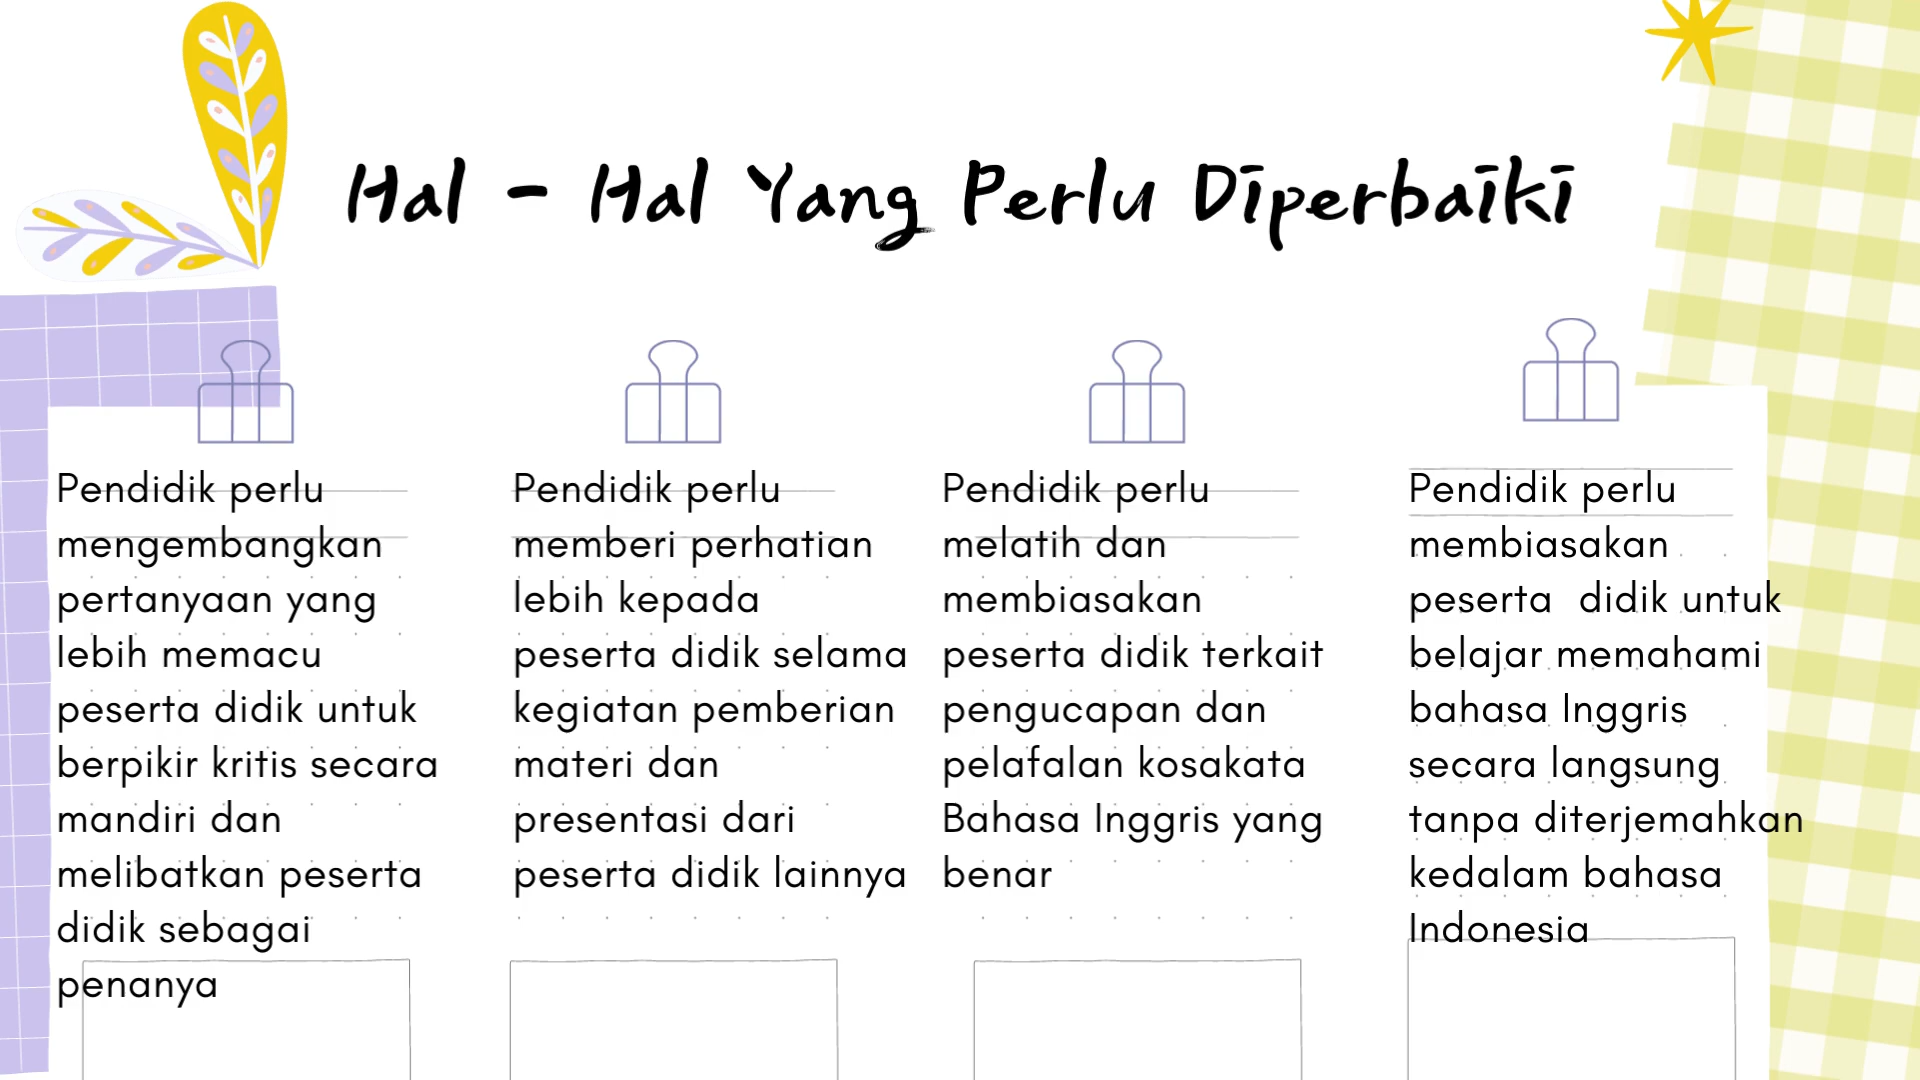 Hal - Hal Yang Perlu Diperbaiki
Pendidik perlu
mengembangkan
pertanyaan yang
lebih memacu
peserta didik untuk
berpikir kritis secara
mandiri dan
melibatkan peserta
didik sebagai
penanya
Pendidik perlu
memberi perhatian
lebih kepada
peserta didik selama
kegiatan pemberian
materi dan
presentasi dari
peserta didik lainnya
Pendidik perlu
melatih dan
membiasakan
peserta didik terkait
pengucapan dan
pelafalan kosakata
Bahasa Inggris yang
benar
Pendidik perlu
membiasakan
peserta  didik untuk
belajar memahami
bahasa Inggris
secara langsung
tanpa diterjemahkan
kedalam bahasa
Indonesia